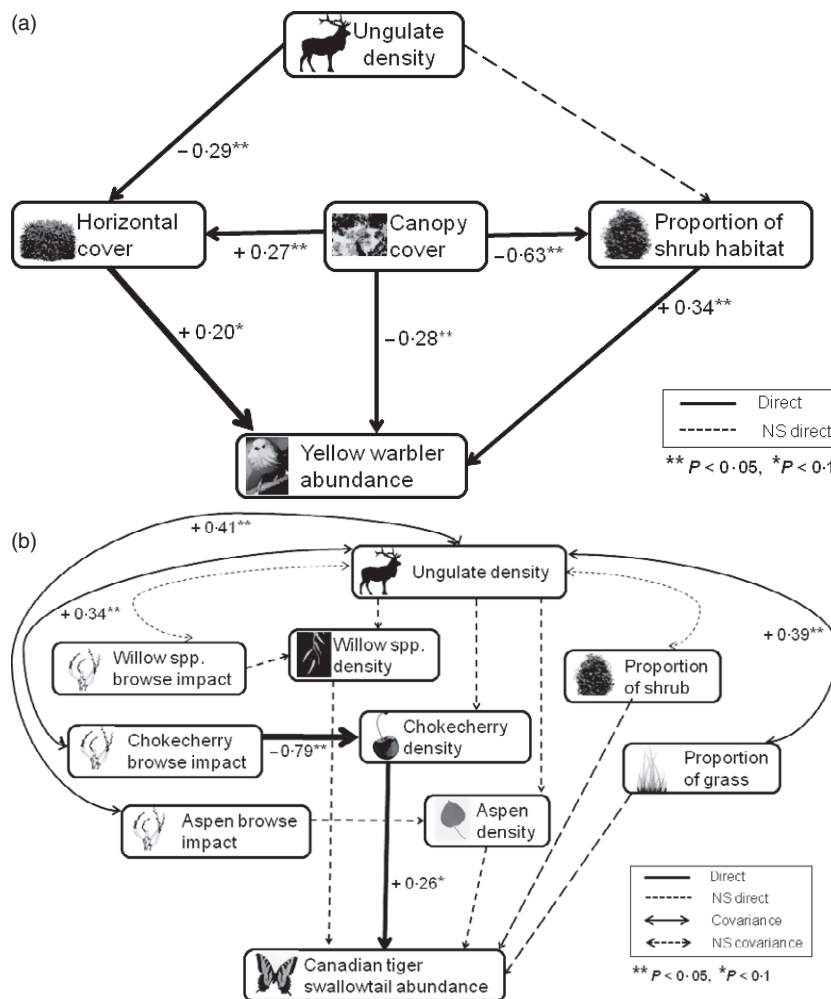 (a)
Ungulate
density
− 0·29**
Horizontal
cover
+ 0·27**
Canopy
cover
−0·63**
Proportion of
shrub habitat
+ 0·20*
− 0·28**
+ 0·34**
Yellow warbler
abundance
Direct
NS direct
** P < 0·05, *P < 0·1
(b)
+ 0·41**
Ungulate density
+ 0·34**
+ 0·39**
Willow spp.
browse impact
Willow spp.
density
Proportion
of shrub
Chokecherry
browse impact
− 0·79**
Chokecherry
density
Proportion
of grass
Aspen browse
impact
Aspen
density
+ 0·26*
Canadian tiger
swallowtail abundance
Direct
NS direct
Covariance
NS covariance
** P < 0·05, *P < 0·1